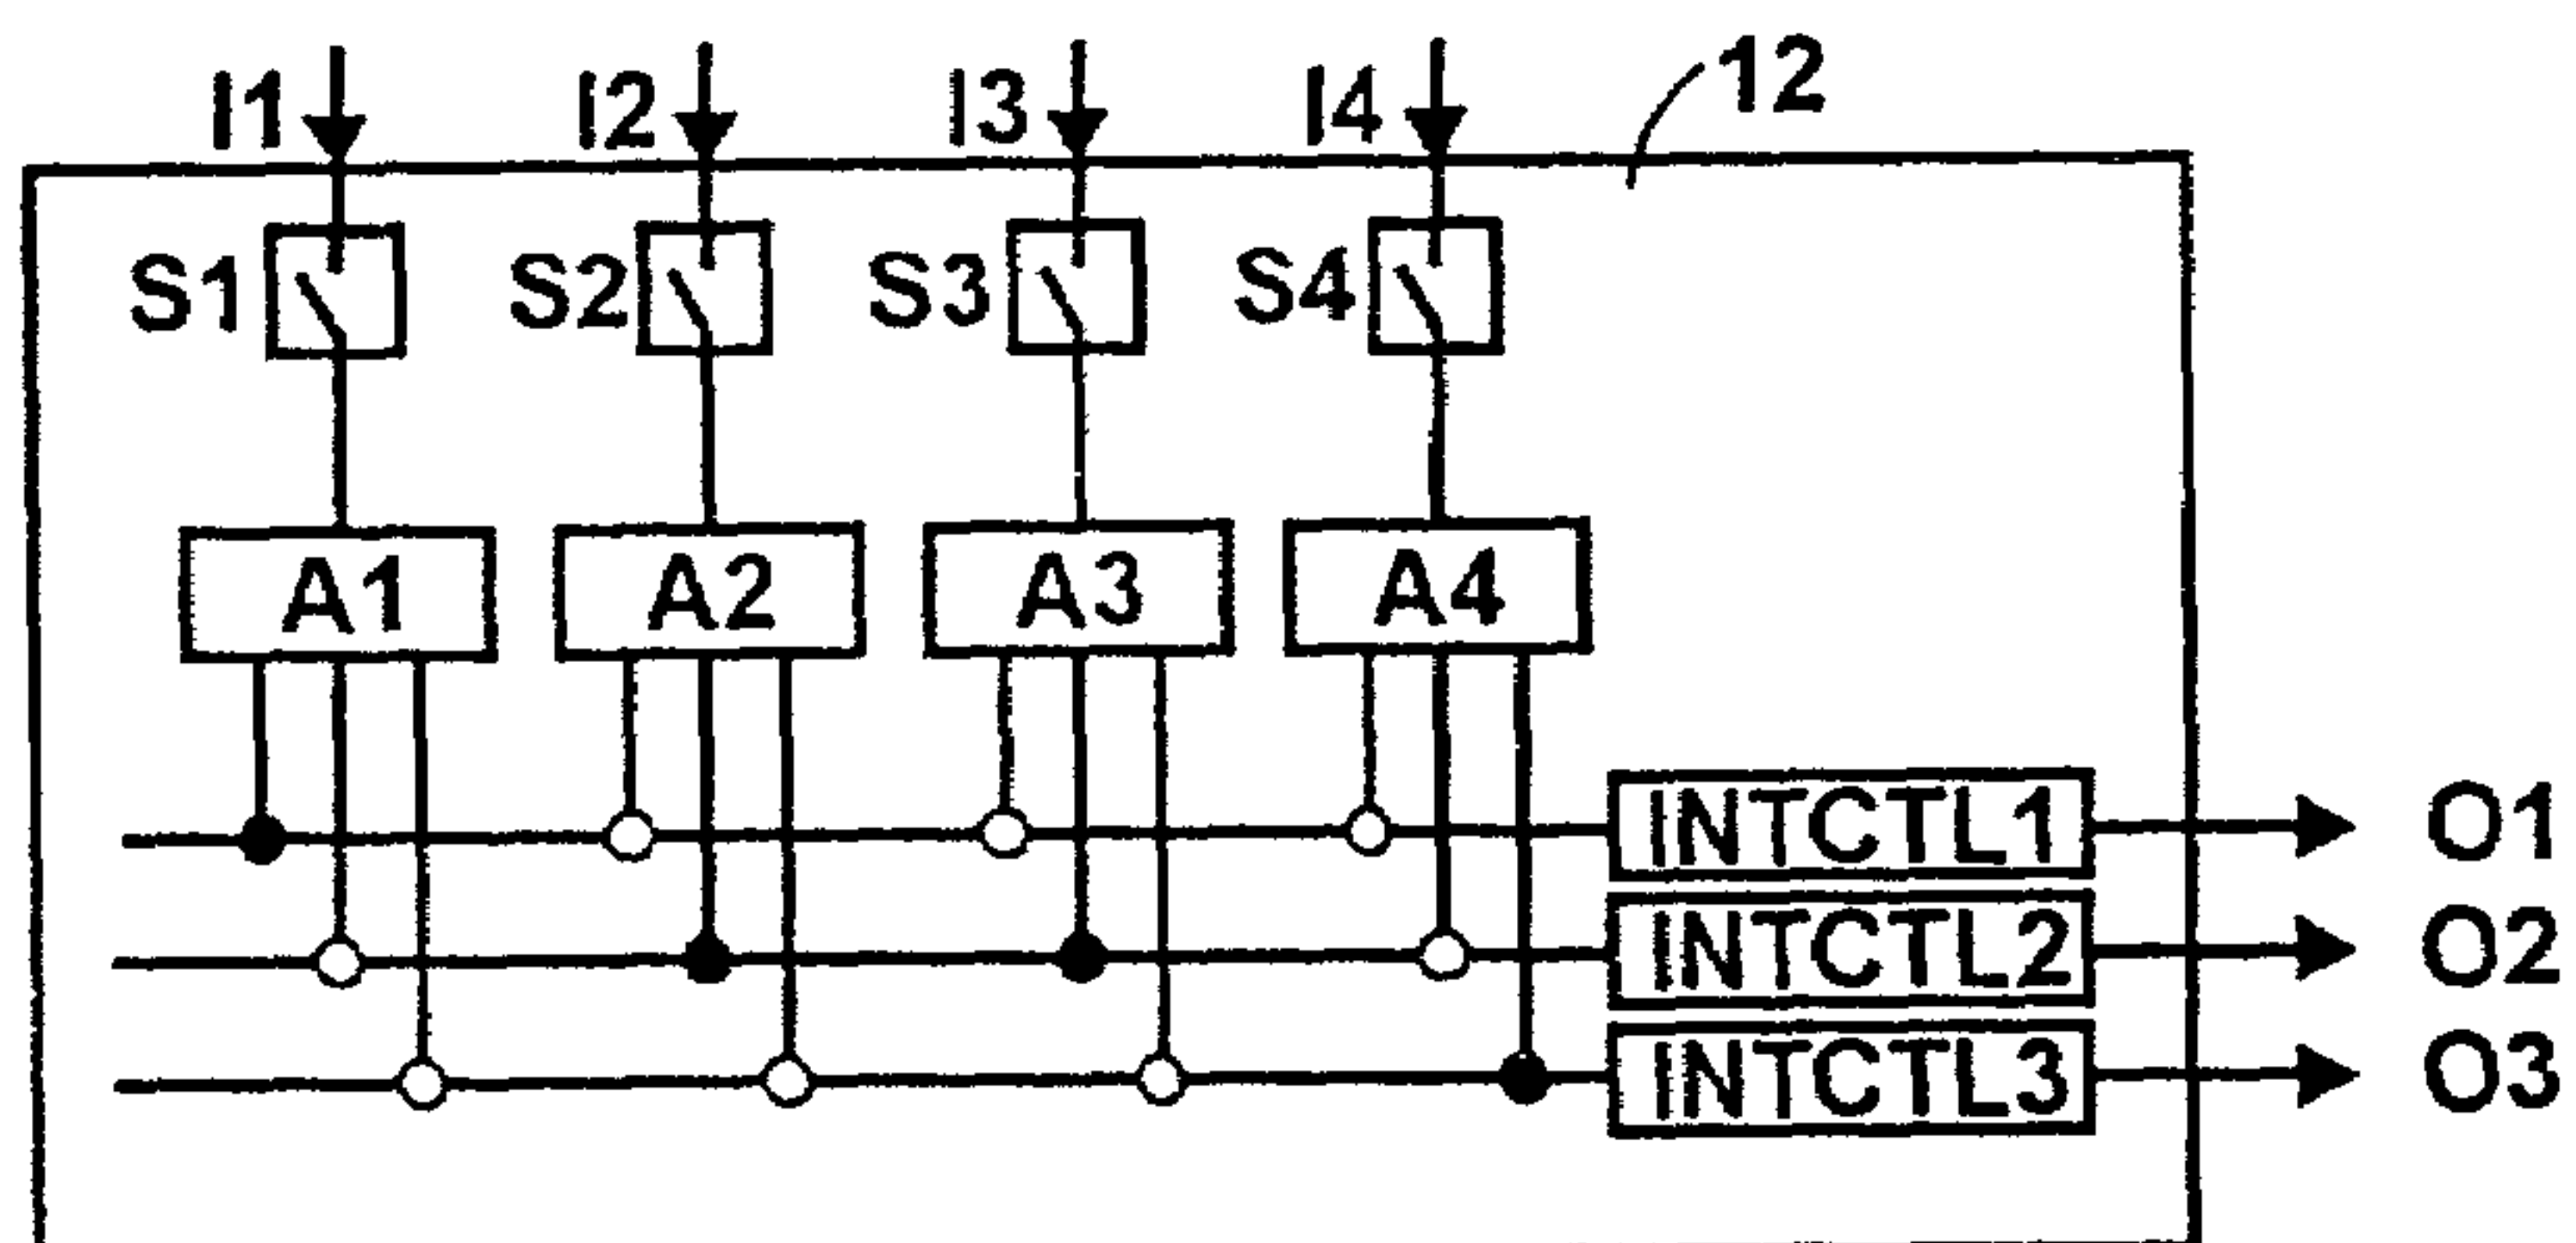 I1 I2 I3 I4 12
S1 S2 S3 S4
A1 A2 A3 A4
INTCTL1 O1
INTCTL2 O2
INTCTL3 O3